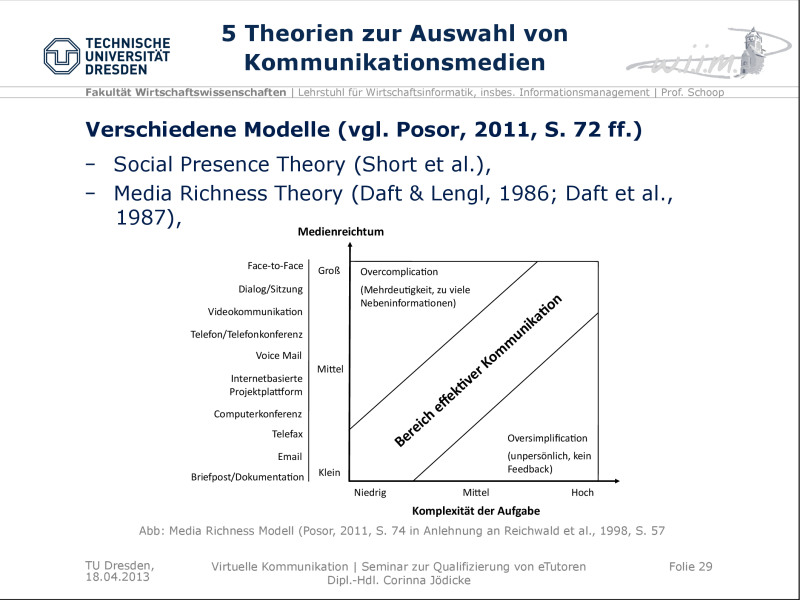 5 Theorien zur Auswahl von
Kommunikationsmedien
TECHNISCHE
UNIVERSITÄT
DRESDEN
wiim.
Fakultät Wirtschaftswissenschaften | Lehrstuhl für Wirtschaftsinformatik, insbes. Informationsmanagement | Prof. Schoop
Verschiedene Modelle (vgl. Posor, 2011, S. 72 ff.)
– Social Presence Theory (Short et al.),
– Media Richness Theory (Daft & Lengl, 1986; Daft et al.,
1987),
Medienreichtum
Face-to-Face
Dialog/Sitzung
Videokommunikation
Telefon/Telefonkonferenz
Voice Mail
Internetbasierte
Projektplattform
Computerkonferenz
Telefax
Email
Briefpost/Dokumentation
Groß
Mittel
Klein
Overcomplication
(Mehrdeutigkeit, zu viele
Nebeninformationen)
Bereich effektiver Kommunikation
Oversimplification
(unpersönlich, kein
Feedback)
Niedrig
Mittel
Hoch
Komplexität der Aufgabe
Abb: Media Richness Modell (Posor, 2011, S. 74 in Anlehnung an Reichwald et al., 1998, S. 57
TU Dresden,
18.04.2013
Virtuelle Kommunikation | Seminar zur Qualifizierung von eTutoren
Dipl.-Hdl. Corinna Jödicke
Folie 29